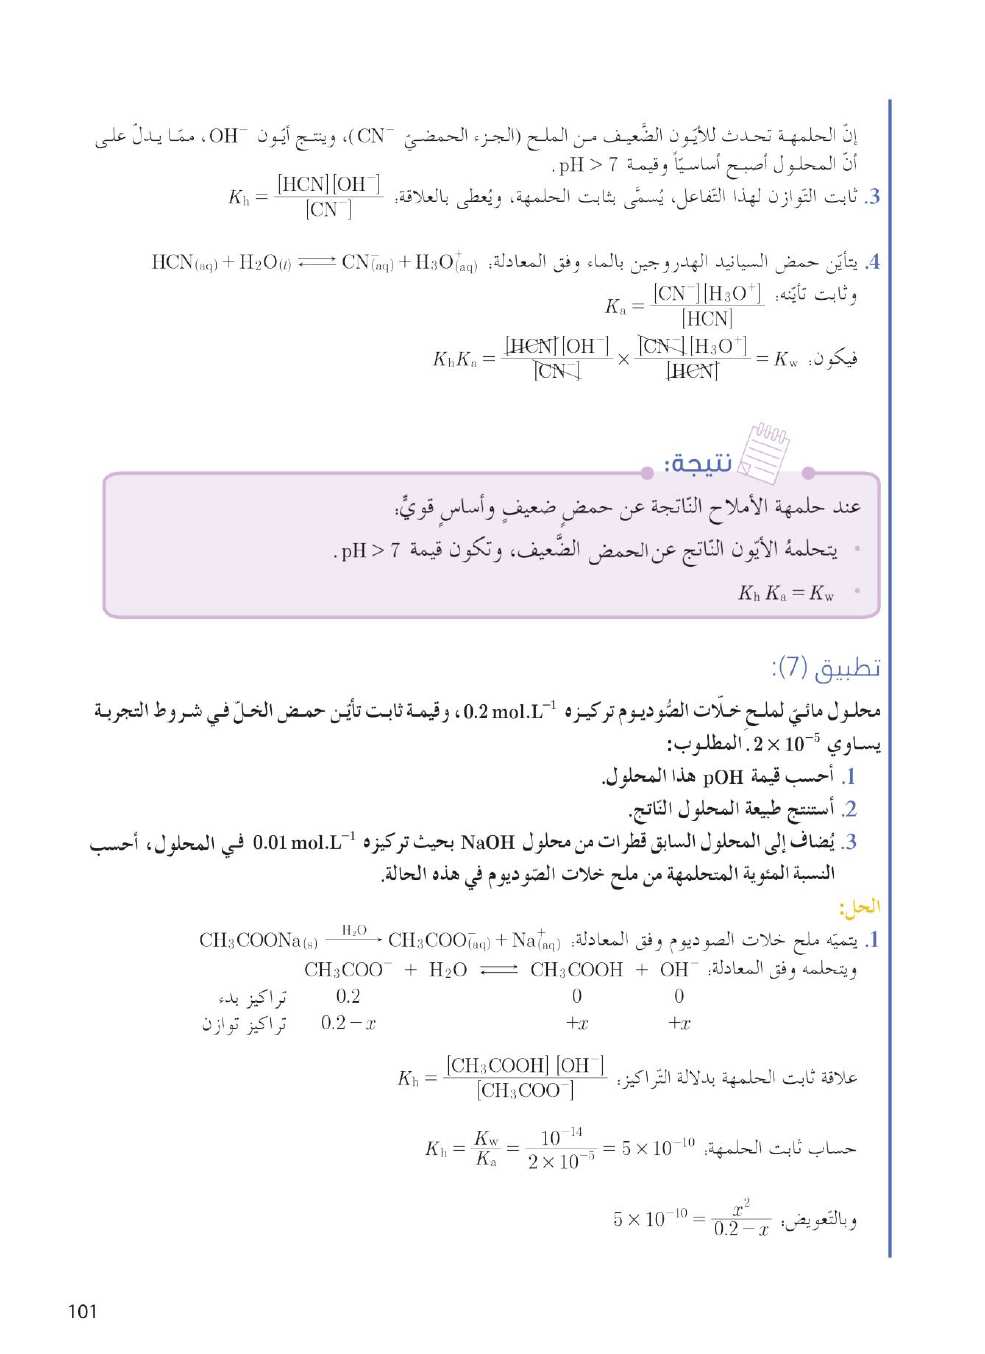 إنّ الحلمهة تحدث للأيّون الضَّعيف من الملح (الجزء الحمضيّ CN⁻)، وينتج أيّون OH⁻، ممّا يدلّ على
أنّ المحلول أصبح أساسيّاً وقيمة pH > 7 .
3. ثابت التّوازن لهذا التّفاعل، يُسمَّى بثابت الحلمهة، ويُعطى بالعلاقة: Kh = [HCN][OH⁻] / [CN⁻]
4. يتأيّن حمض السيانيد الهدروجين بالماء وفق المعادلة: HCN(aq) + H2O(ℓ) ⇌ CN⁻(aq) + H3O⁺(aq)
وثابت تأيّنه: Ka = [CN⁻][H3O⁺] / [HCN]
فيكون: KhKa = [HCN][OH⁻] / [CN⁻] × [CN⁻][H3O⁺] / [HCN] = Kw
نتيجة:
عند حلمهة الأملاح النّاتجة عن حمضٍ ضعيفٍ وأساسٍ قويٍّ:
• يتحلمهُ الأيّون النّاتج عن الحمض الضَّعيف، وتكون قيمة pH > 7 .
• Kh Ka = Kw
تطبيق (7):
محلول مائيّ لملحِ خلّات الصُّوديوم تركيزه 0.2 mol.L⁻¹، وقيمة ثابت تأيّن حمض الخلّ في شروط التجربة
يساوي 2 × 10⁻⁵. المطلوب:
1. أحسب قيمة pOH هذا المحلول.
2. أستنتج طبيعة المحلول النّاتج.
3. يُضاف إلى المحلول السابق قطرات من محلول NaOH بحيث تركيزه 0.01 mol.L⁻¹ في المحلول، أحسب
النسبة المئوية المتحلمهة من ملح خلات الصّوديوم في هذه الحالة.
الحل:
1. يتميّه ملح خلات الصوديوم وفق المعادلة: CH3COONa(s) —H2O→ CH3COO⁻(aq) + Na⁺(aq)
ويتحلمه وفق المعادلة: CH3COO⁻ + H2O ⇌ CH3COOH + OH⁻
تراكيز بدء 0.2 0 0
تراكيز توازن 0.2 − x +x +x
علاقة ثابت الحلمهة بدلالة التّراكيز: Kh = [CH3COOH] [OH⁻] / [CH3COO⁻]
حساب ثابت الحلمهة: Kh = Kw / Ka = 10⁻¹⁴ / 2 × 10⁻⁵ = 5 × 10⁻¹⁰
وبالتّعويض: 5 × 10⁻¹⁰ = x² / 0.2 − x
101